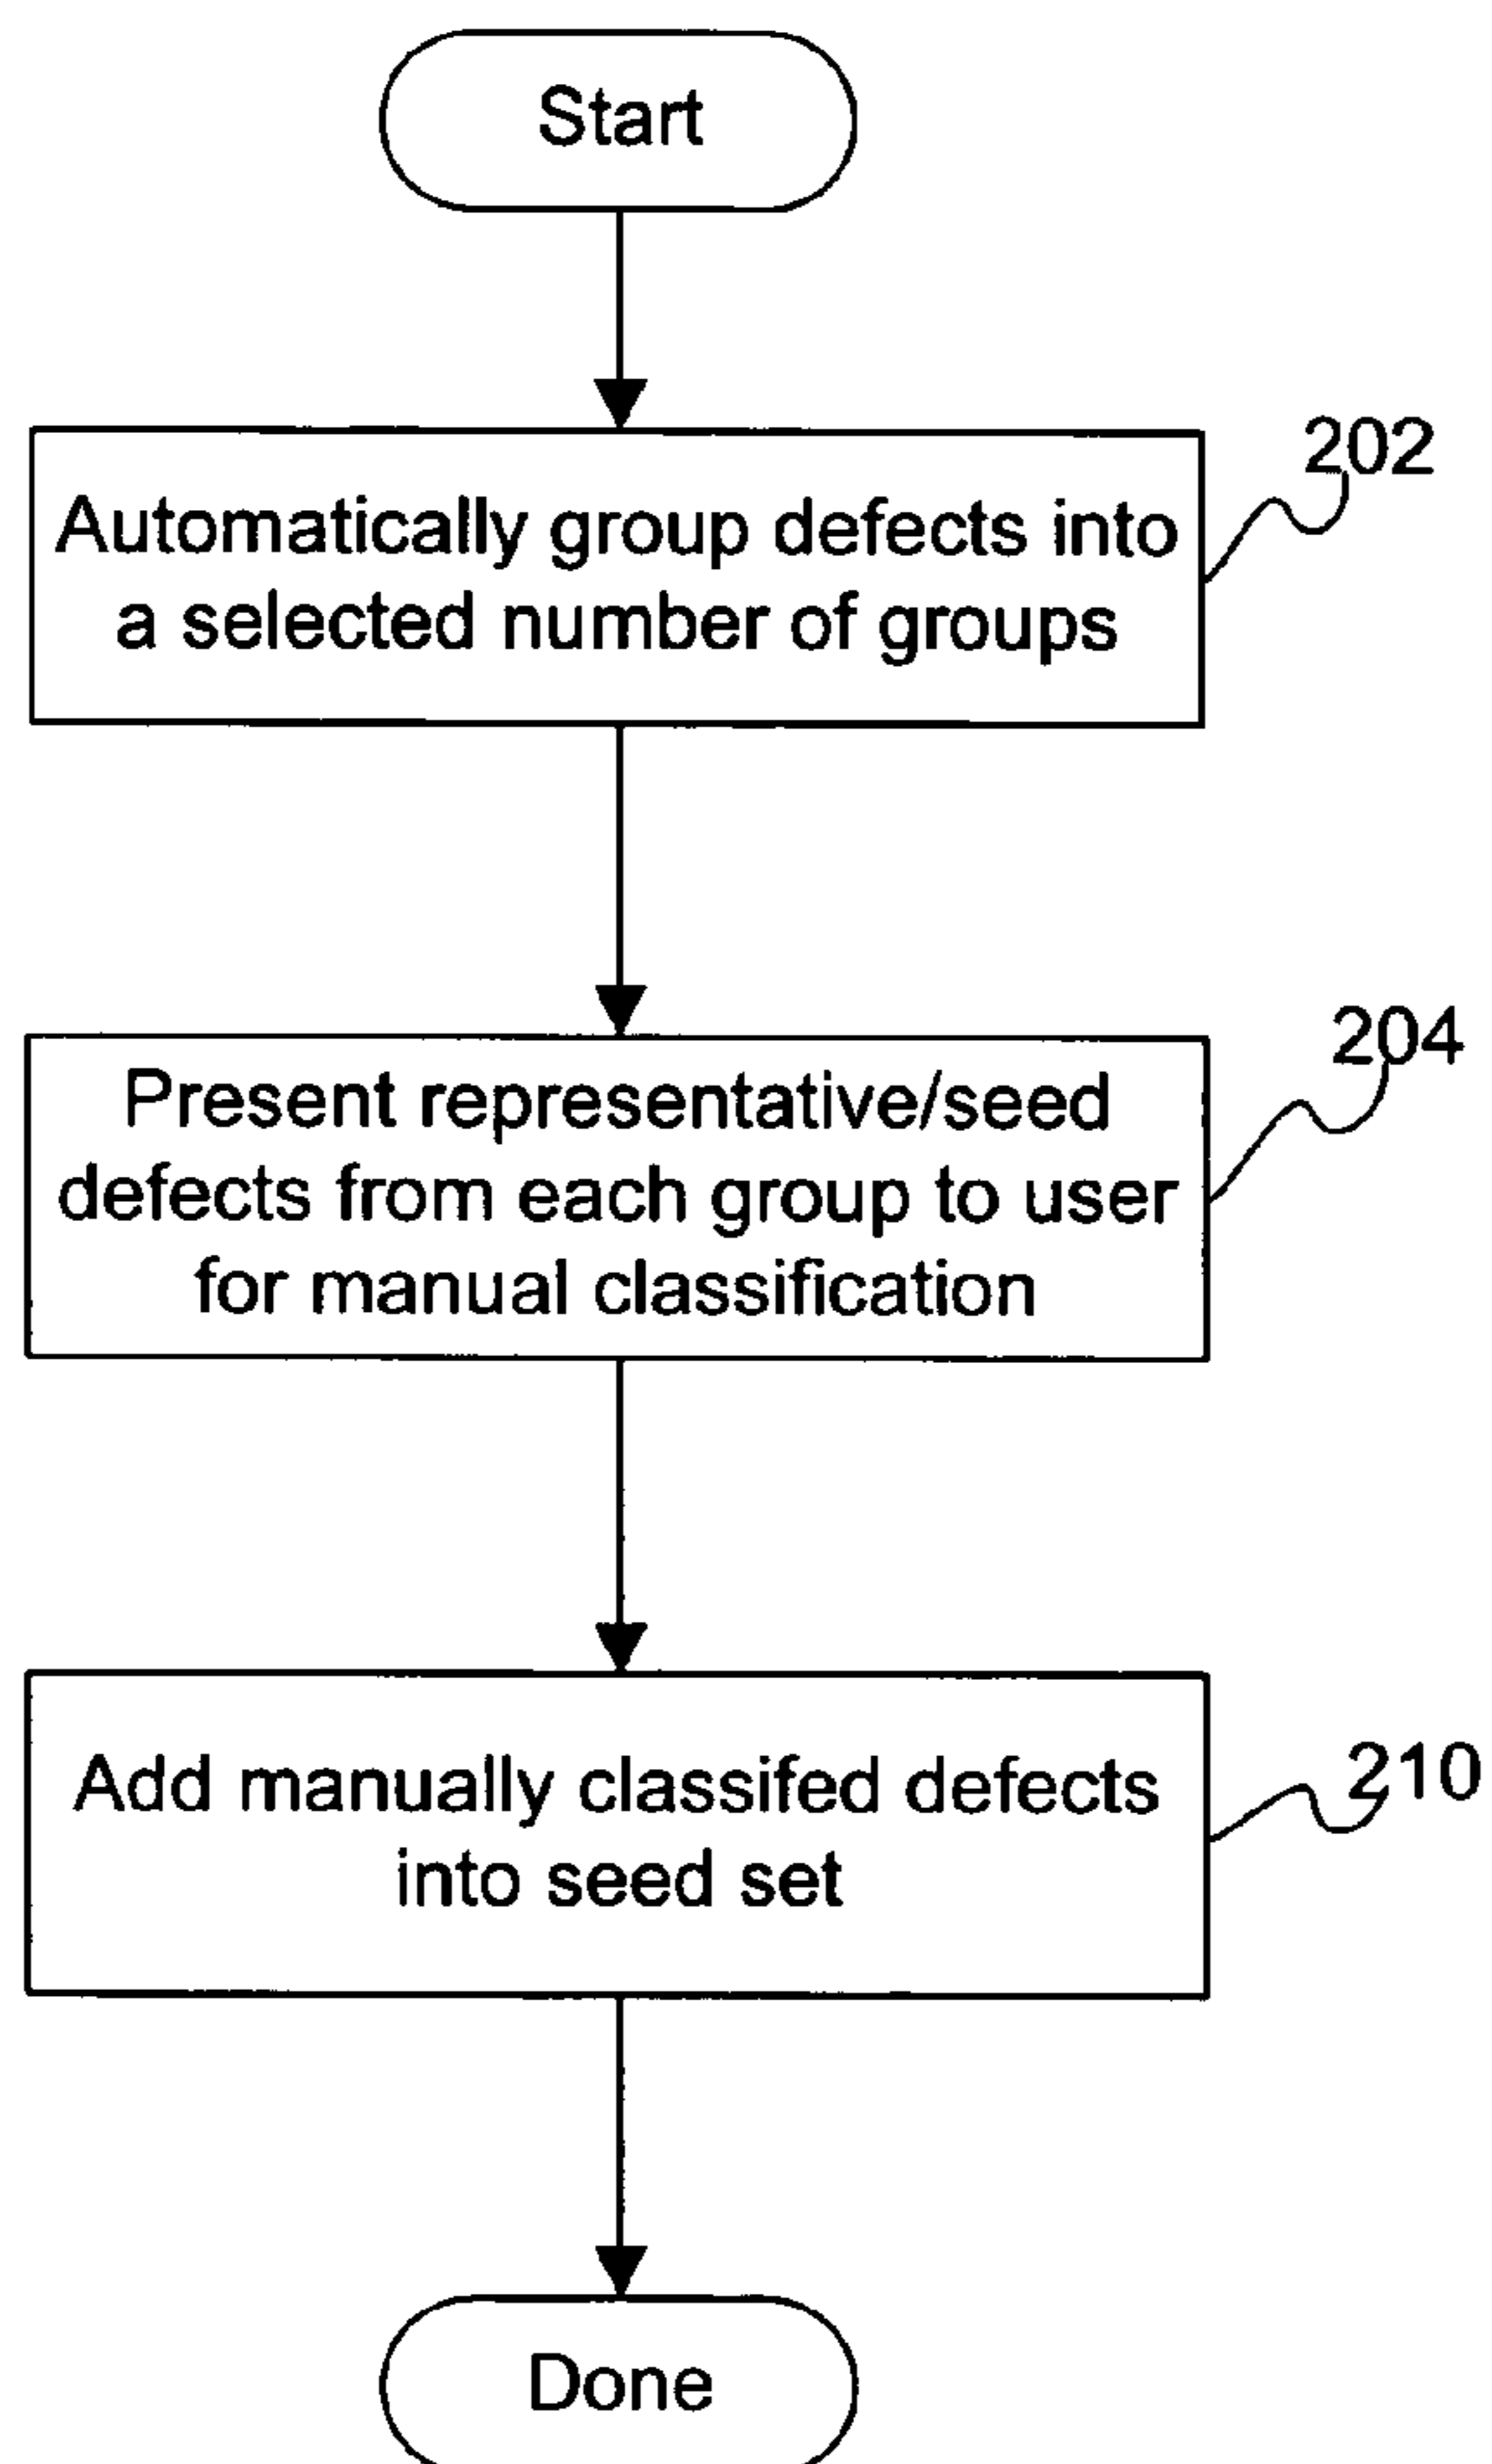 Start
202
Automatically group defects into
a selected number of groups
204
Present representative/seed
defects from each group to user
for manual classification
210
Add manually classifed defects
into seed set
Done